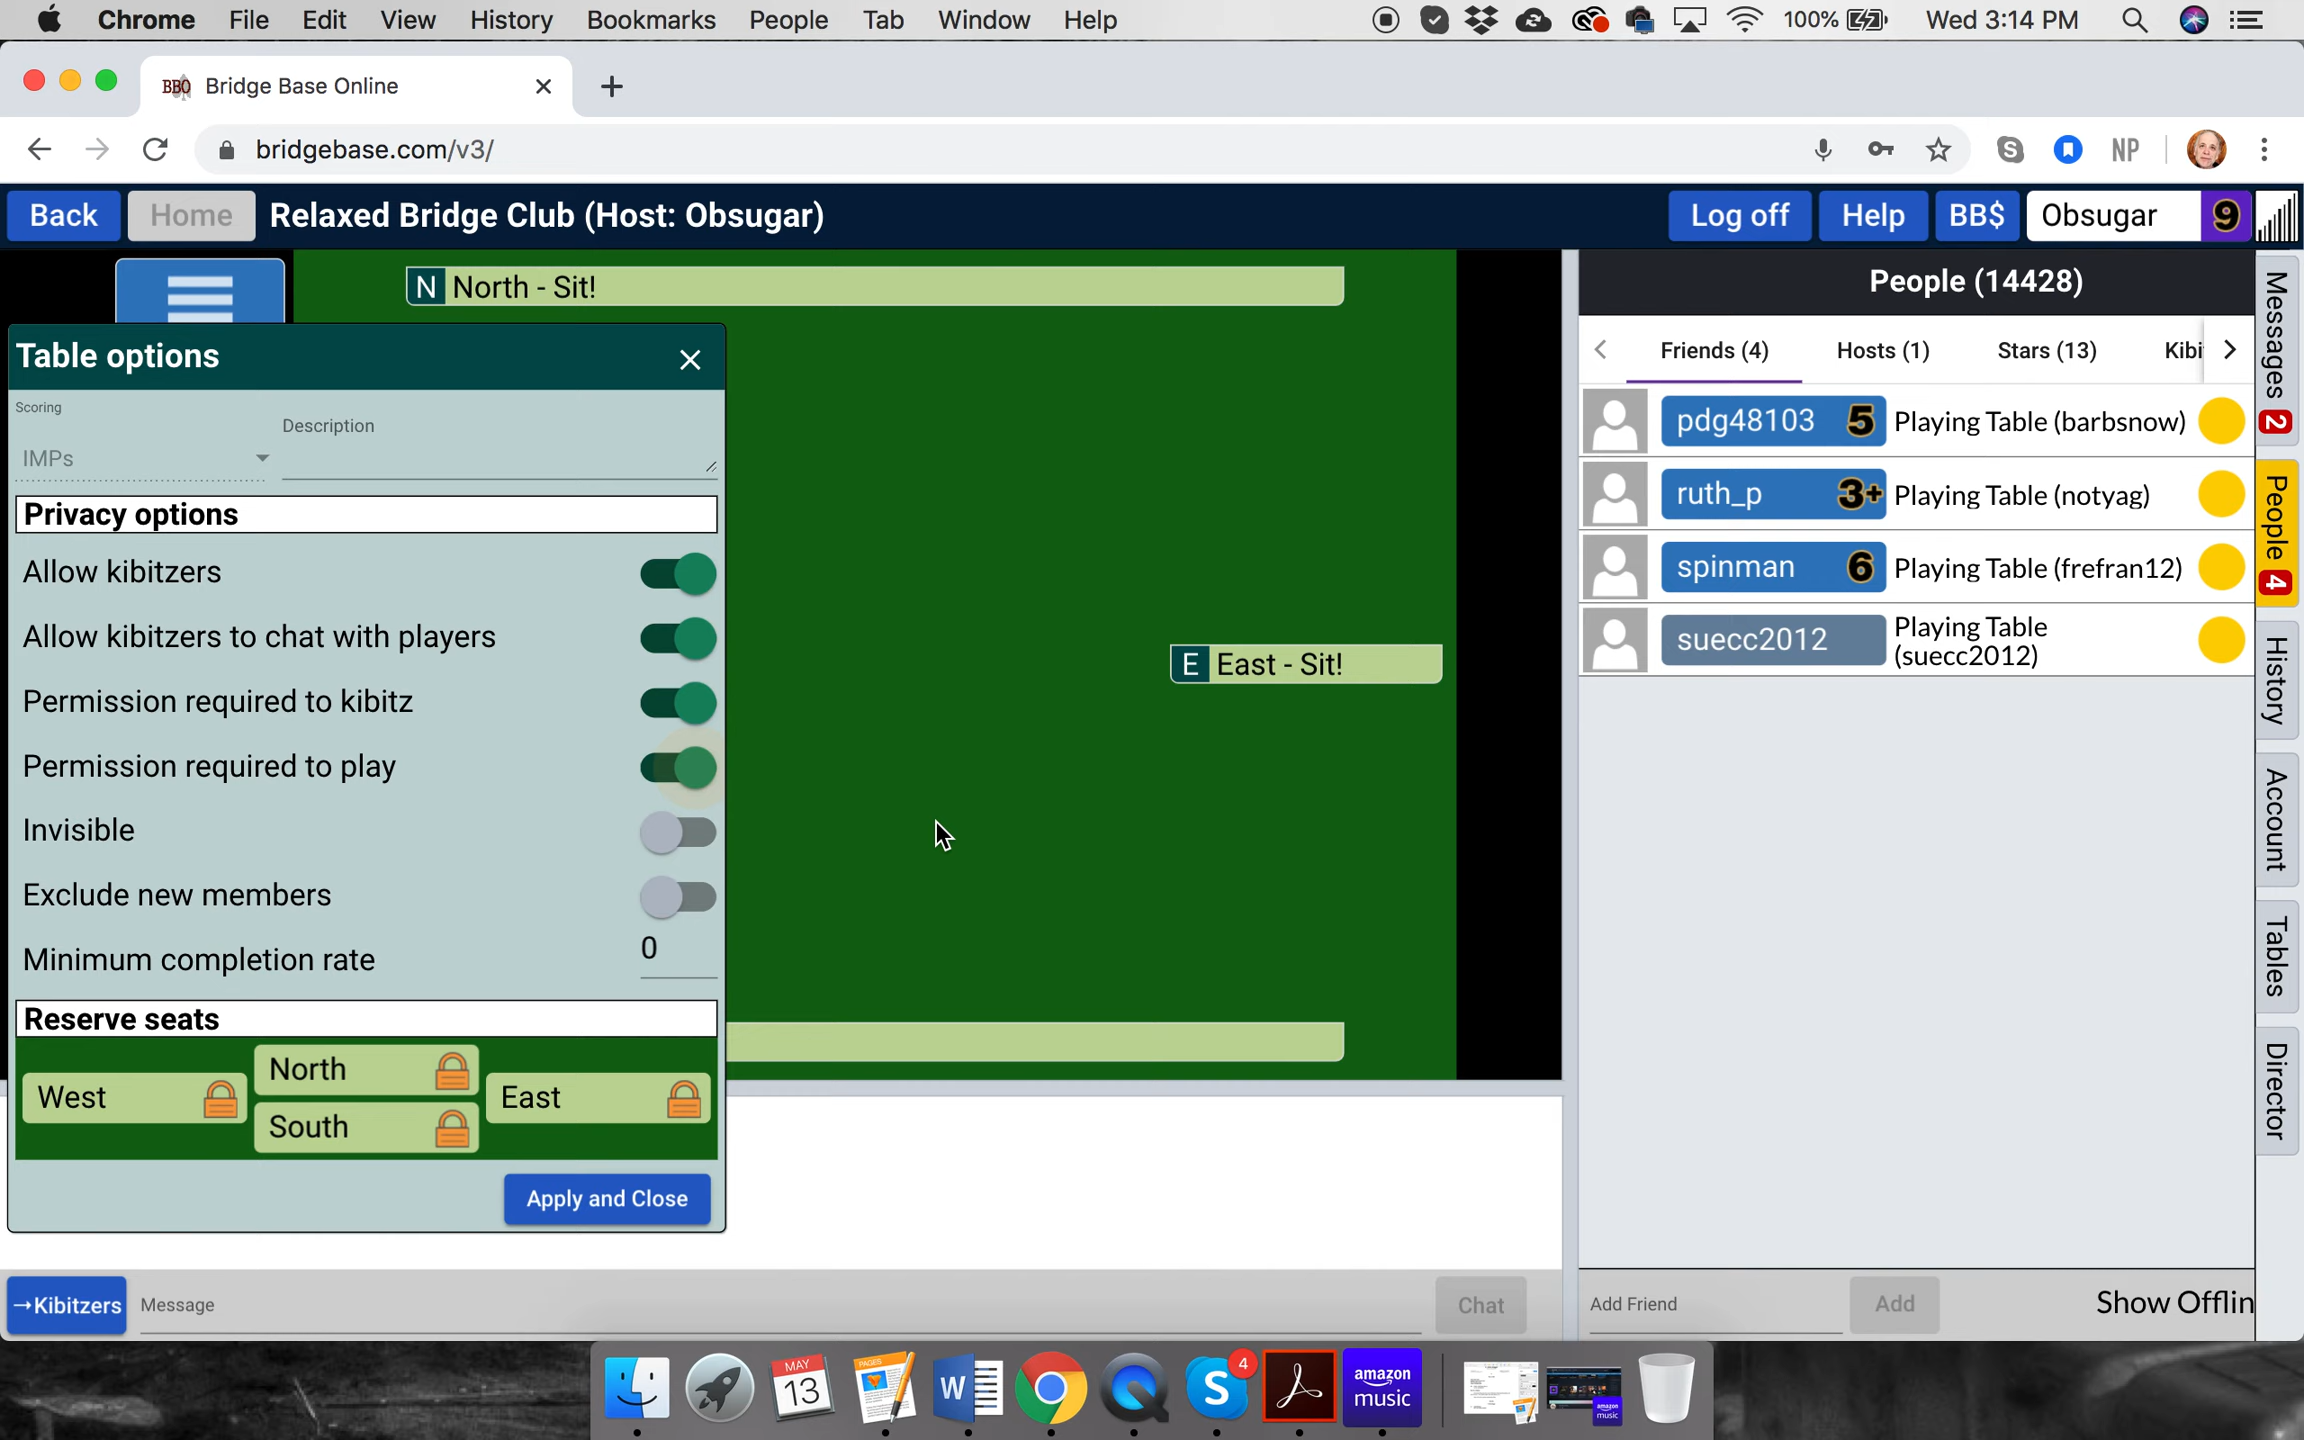 Chrome File Edit View History Bookmarks People Tab Window Help 100% Wed 3:14 PM
BBO Bridge Base Online
bridgebase.com/v3/ NP
Back Home Relaxed Bridge Club (Host: Obsugar) Log off Help BB$ Obsugar 9
N North - Sit!
People (14428)
Table options
Friends (4) Hosts (1) Stars (13) Kibi
Scoring
Description
IMPs
pdg48103 5 Playing Table (barbsnow)
ruth_p 3+ Playing Table (notyag)
spinman 6 Playing Table (frefran12)
suecc2012 Playing Table
(suecc2012)
Privacy options
Allow kibitzers
Allow kibitzers to chat with players
Permission required to kibitz
Permission required to play
Invisible
Exclude new members
Minimum completion rate 0
E East - Sit!
Reserve seats
North
West East
South
Apply and Close
Messages 2
People 4
History
Account
Tables
Director
→Kibitzers Message Chat Add Friend Add Show Offlin
MAY
13
PAGES
W
S 4
amazon
music
amazon
music